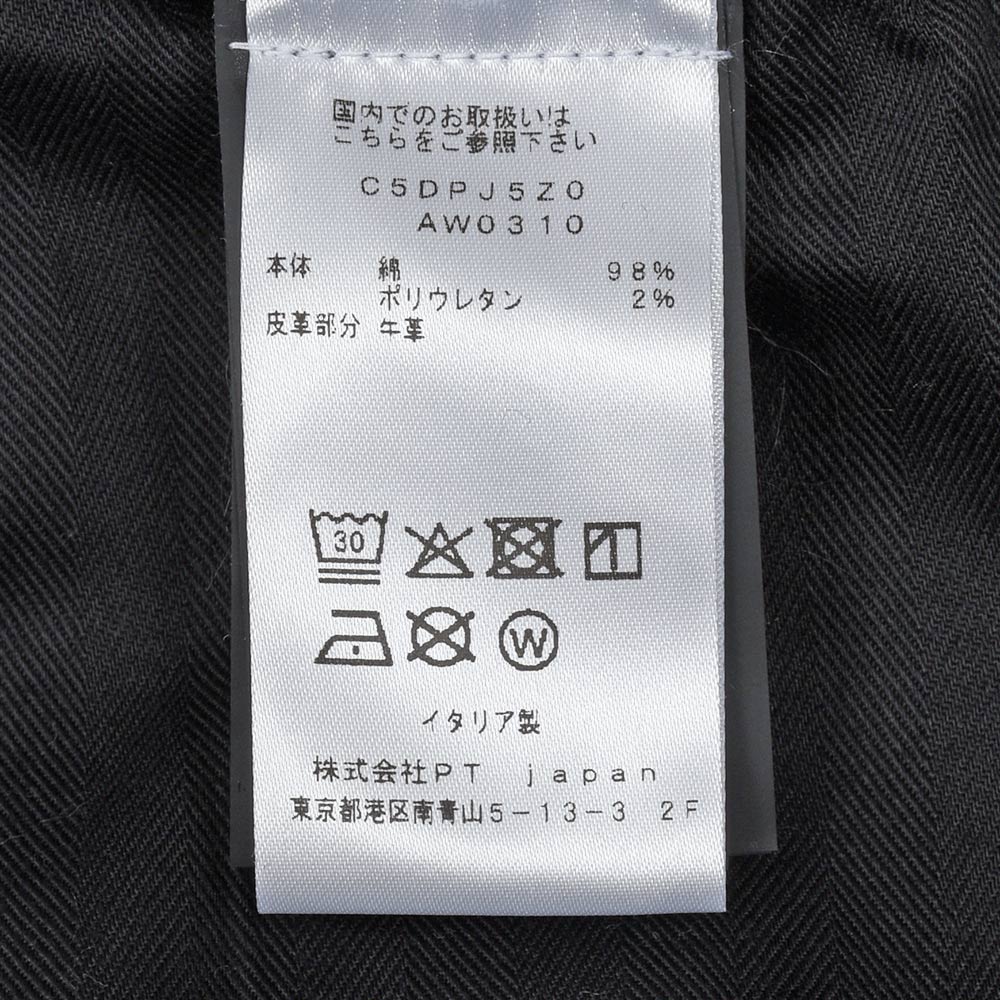 国内でのお取扱いは
こちらをご参照下さい
C5DPJ5Z0
AW0310
本体 綿 98%
ポリウレタン 2%
皮革部分 牛革
30
W
イタリア製
株式会社PT japan
東京都港区南青山5-13-3 2F